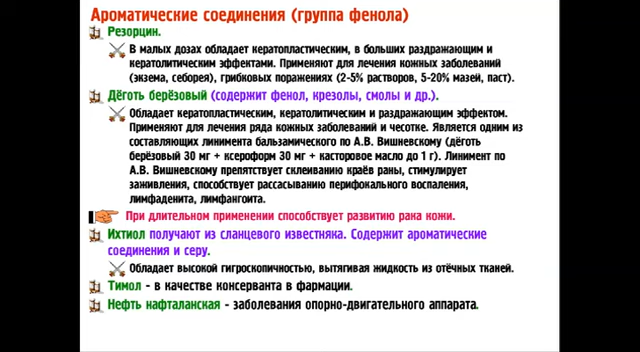 Ароматические соединения (группа фенола)
Резорцин.
В малых дозах обладает кератопластическим, в больших раздражающим и
кератолитическим эффектами. Применяют для лечения кожных заболеваний
(экзема, себорея), грибковых поражениях (2-5% растворов, 5-20% мазей, паст).
Дёготь берёзовый (содержит фенол, крезолы, смолы и др.).
Обладает кератопластическим, кератолитическим и раздражающим эффектом.
Применяют для лечения ряда кожных заболеваний и чесотке. Является одним из
составляющих линимента бальзамического по А.В. Вишневскому (дёготь
берёзовый 30 мг + ксероформ 30 мг + касторовое масло до 1 г). Линимент по
А.В. Вишневскому препятствует склеиванию краёв раны, стимулирует
заживления, способствует рассасыванию перифокального воспаления,
лимфаденита, лимфангоита.
При длительном применении способствует развитию рака кожи.
Ихтиол получают из сланцевого известняка. Содержит ароматические
соединения и серу.
Обладает высокой гигроскопичностью, вытягивая жидкость из отёчных тканей.
Тимол - в качестве консерванта в фармации.
Нефть нафталанская - заболевания опорно-двигательного аппарата.